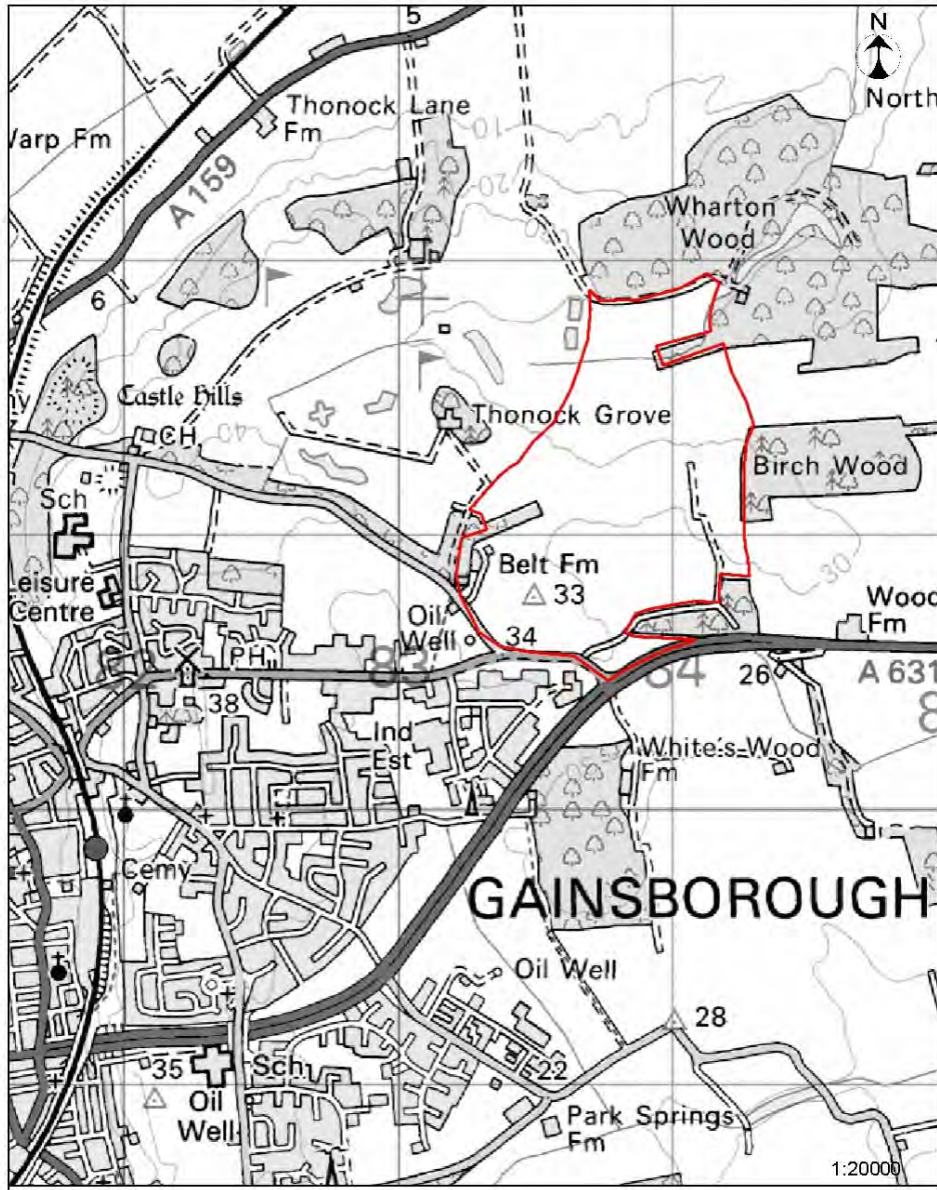 5
N
Thonock Lane
Fm
North
Warp Fm
10
20
A 159
Wharton
Wood
6
Castle Hills
CH
40
Thonock Grove
Birch Wood
Sch
Leisure
Centre
Belt Fm
33
30
Oil
Well
34
Wood
Fm
PH
83
84
26
A 631
8
38
Ind
Est
White's Wood
Fm
Cemy
GAINSBOROUGH
Oil Well
28
35
Sch
22
Oil
Well
Park Springs
Fm
1:20000